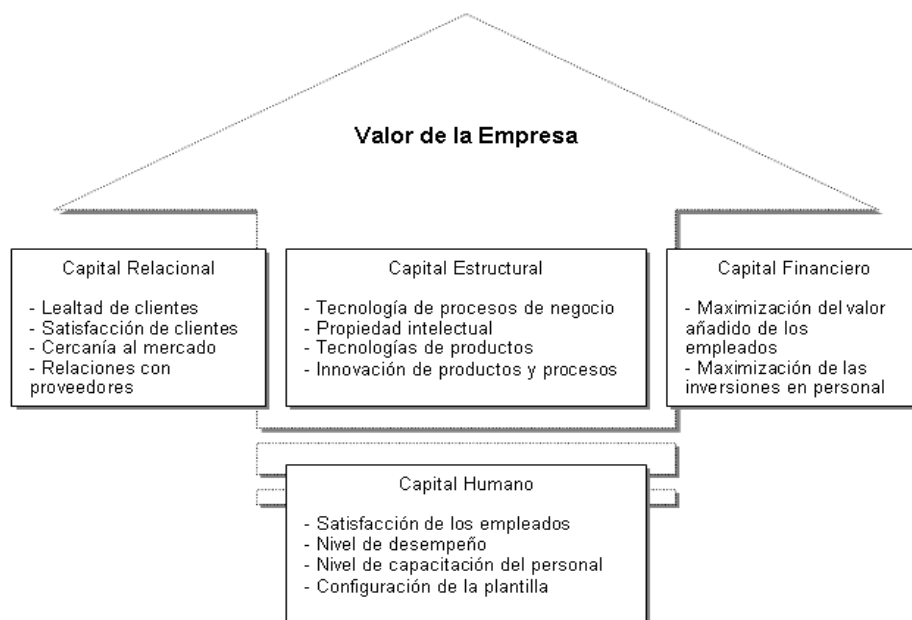 Valor de la Empresa
Capital Relacional
- Lealtad de clientes
- Satisfacción de clientes
- Cercanía al mercado
- Relaciones con
proveedores
Capital Estructural
- Tecnología de procesos de negocio
- Propiedad intelectual
- Tecnologías de productos
- Innovación de productos y procesos
Capital Financiero
- Maximización del valor
añadido de los
empleados
- Maximización de las
inversiones en personal
Capital Humano
- Satisfacción de los empleados
- Nivel de desempeño
- Nivel de capacitación del personal
- Configuración de la plantilla